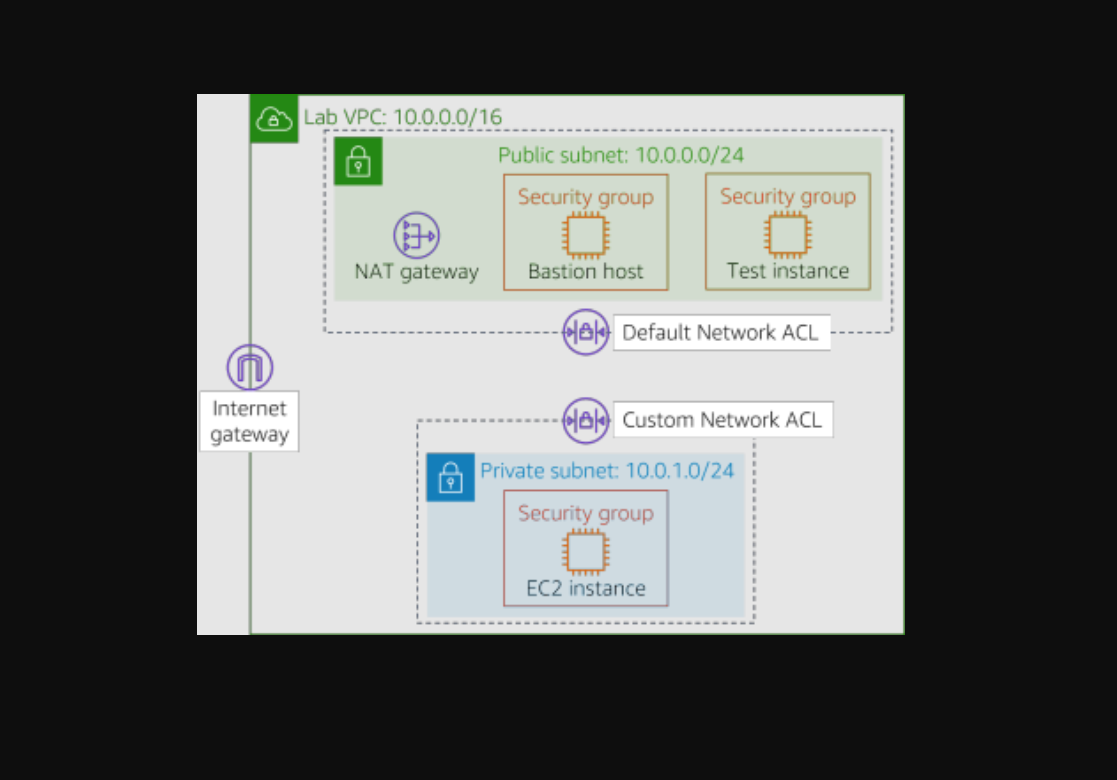 Lab VPC: 10.0.0.0/16
Public subnet: 10.0.0.0/24
Security group
Security group
NAT gateway
Bastion host
Test instance
Default Network ACL
Internet
gateway
Custom Network ACL
Private subnet: 10.0.1.0/24
Security group
EC2 instance